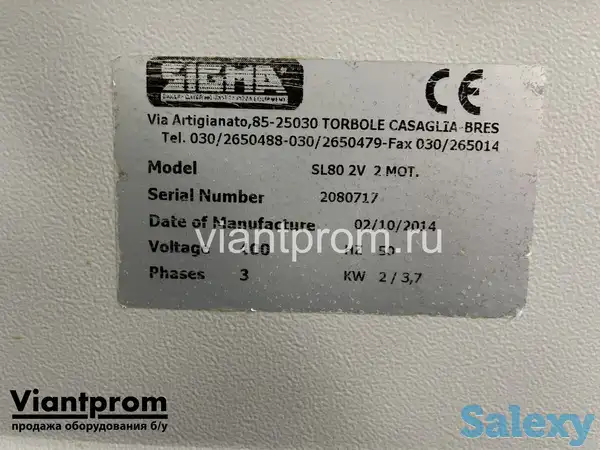 SIGMA
CE
Via Artigianato,85-25030 TORBOLE CASAGLIA-BRES
Tel. 030/2650488-030/2650479-Fax 030/265014
Model SL80 2V 2 MOT.
Serial Number 2080717
Date of Manufacture 02/10/2014
viantprom.ru
Voltage 400 HZ 50
Phases 3 KW 2 / 3,7
Viantprom
продажа оборудования б/у
Salexy